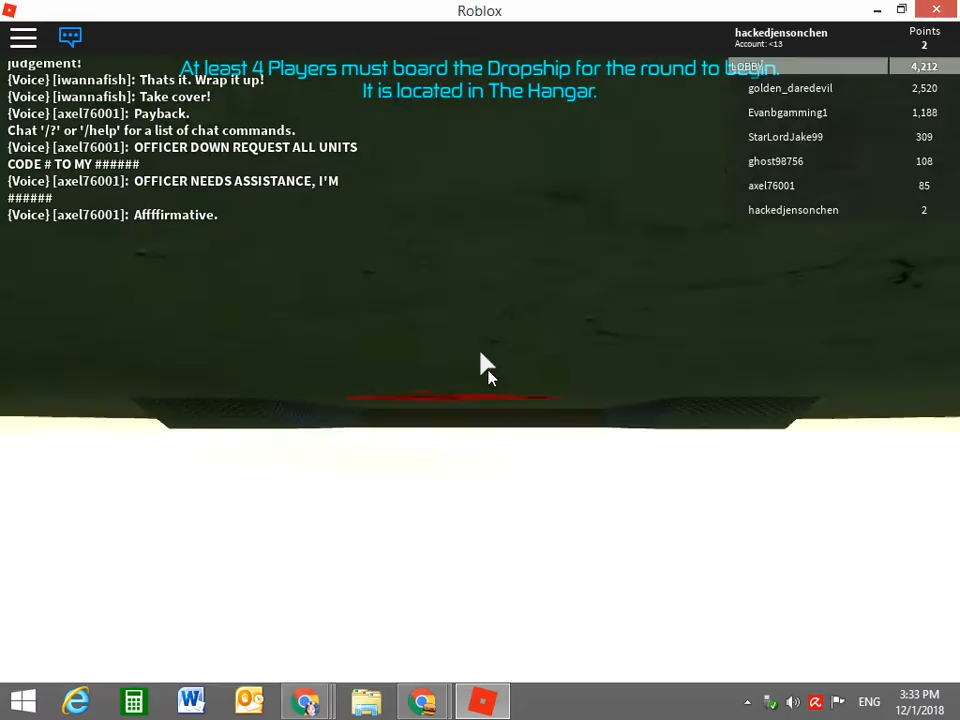 Roblox
hackedjensonchen
Account: <13
Points
2
judgement!
{Voice} [iwannafish]: Thats it. Wrap it up!
{Voice} [iwannafish]: Take cover!
{Voice} [axel76001]: Payback.
Chat '/?' or '/help' for a list of chat commands.
{Voice} [axel76001]: OFFICER DOWN REQUEST ALL UNITS
CODE # TO MY ######
{Voice} [axel76001]: OFFICER NEEDS ASSISTANCE, I'M
######
{Voice} [axel76001]: Affffirmative.
At least 4 Players must board the Dropship for the round to begin.
It is located in The Hangar.
LOBBY 4,212
golden_daredevil 2,520
Evanbgamming1 1,188
StarLordJake99 309
ghost98756 108
axel76001 85
hackedjensonchen 2
ENG
3:33 PM
12/1/2018